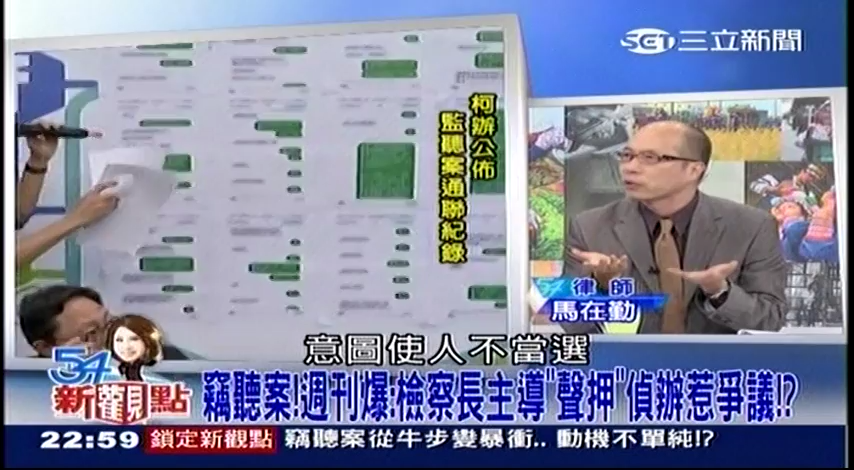 SET三立新聞
柯辦公佈
監聽案通聯紀錄
54 律師
馬在勤
意圖使人不當選
54新觀點
竊聽案!週刊爆:檢察長主導"聲押"偵辦惹爭議!?
22:59 鎖定新觀點 竊聽案從牛步變暴衝.. 動機不單純!?